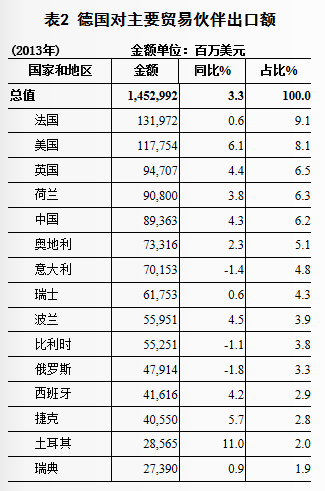 表2 德国对主要贸易伙伴出口额
(2013年) 金额单位：百万美元
国家和地区 金额 同比% 占比%
总值 1,452,992 3.3 100.0
法国 131,972 0.6 9.1
美国 117,754 6.1 8.1
英国 94,707 4.4 6.5
荷兰 90,800 3.8 6.3
中国 89,363 4.3 6.2
奥地利 73,316 2.3 5.1
意大利 70,153 -1.4 4.8
瑞士 61,753 0.6 4.3
波兰 55,951 4.5 3.9
比利时 55,251 -1.1 3.8
俄罗斯 47,914 -1.8 3.3
西班牙 41,616 4.2 2.9
捷克 40,550 5.7 2.8
土耳其 28,565 11.0 2.0
瑞典 27,390 0.9 1.9